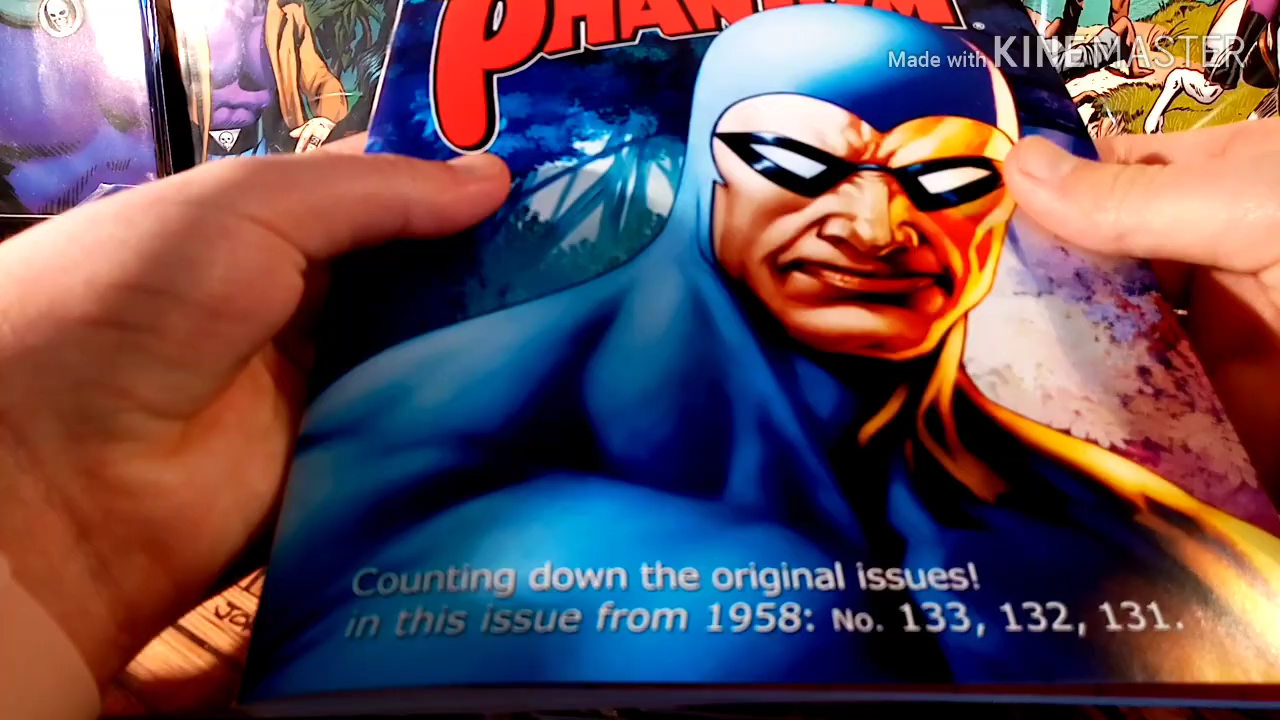 PHANTOM
Made with KINEMASTER
Counting down the original issues!
in this issue from 1958: No. 133, 132, 131.